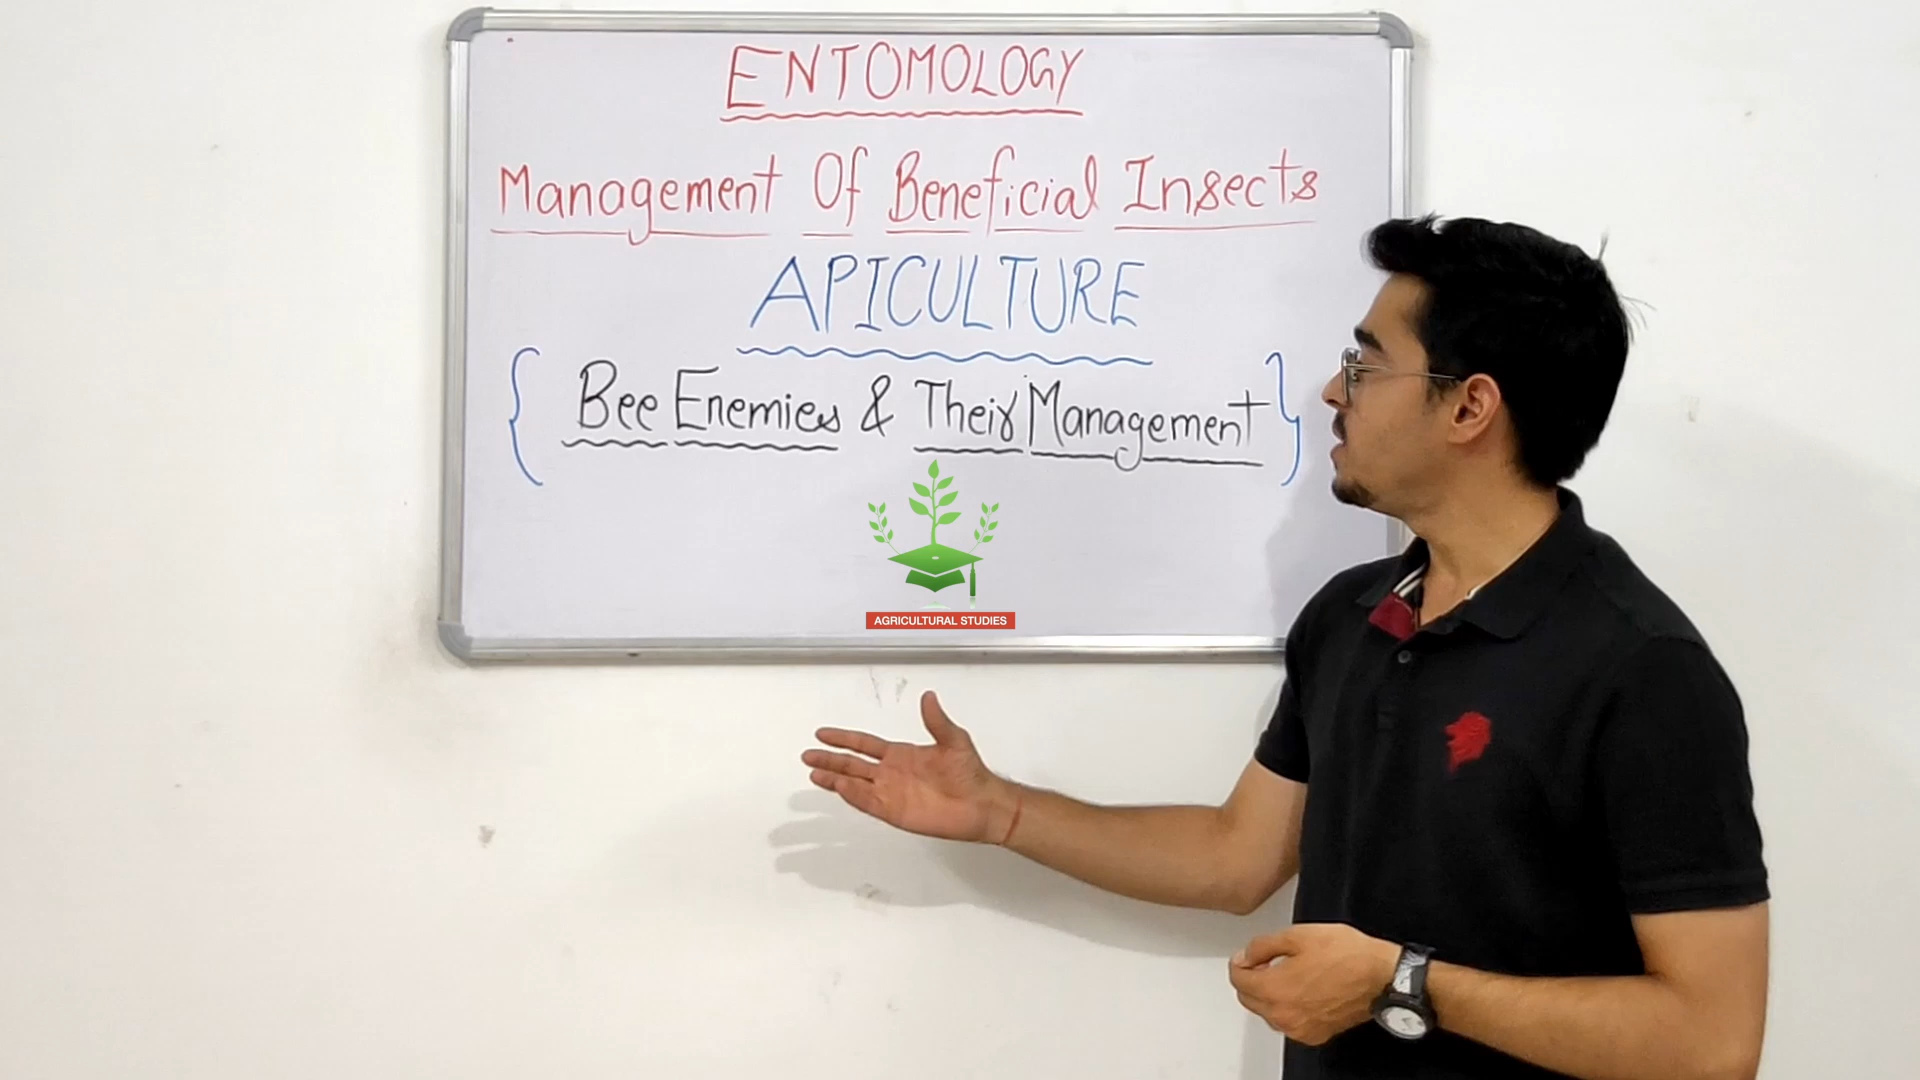 ENTOMOLOGY
Management Of Beneficial Insects
APICULTURE
{ Bee Enemies & Their Management }
AGRICULTURAL STUDIES